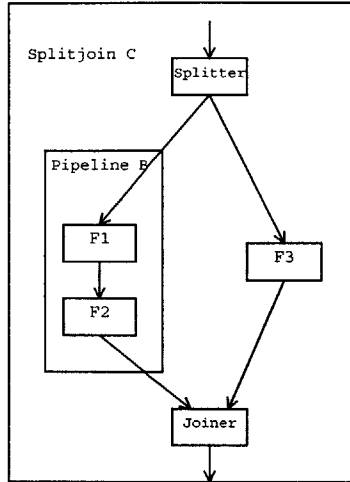 Splitjoin C
Splitter
Pipeline B
F1
F3
F2
Joiner